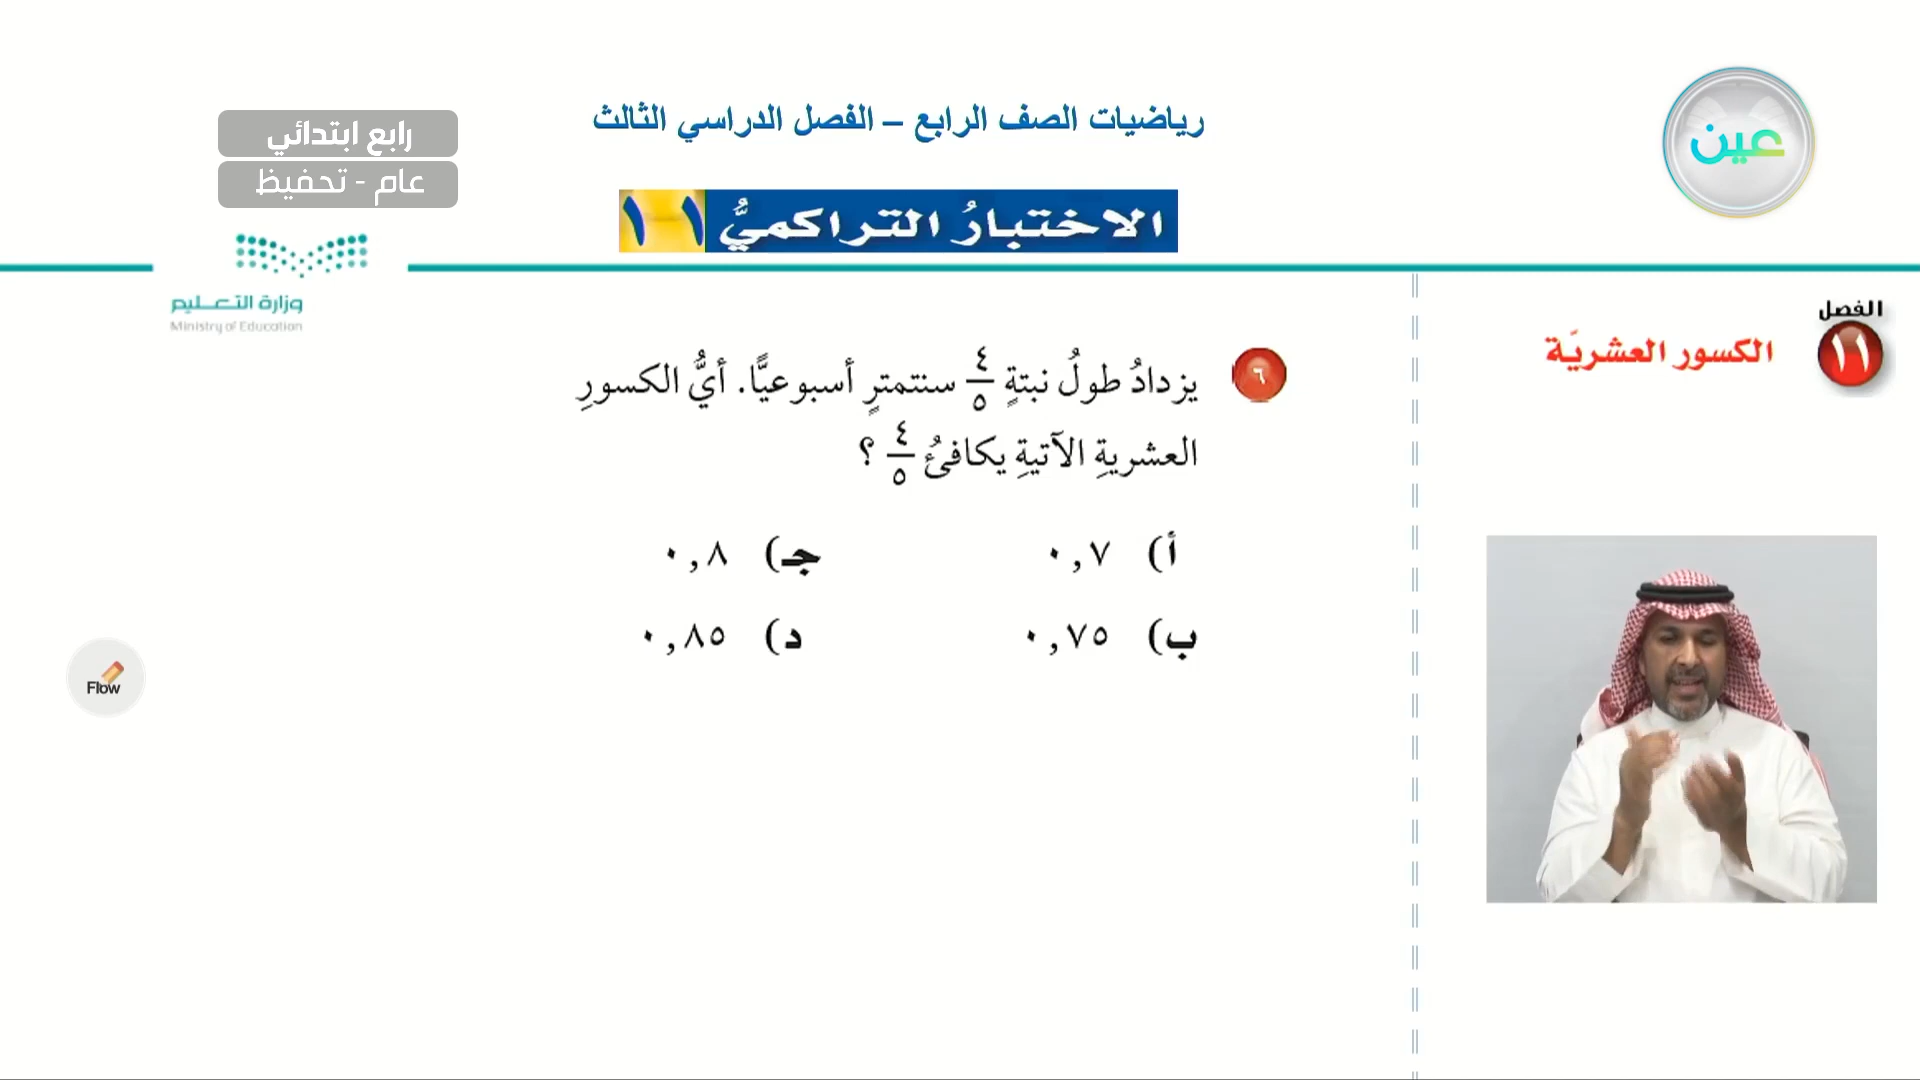 رياضيات الصف الرابع – الفصل الدراسي الثالث
عين
رابع ابتدائي
عام - تحفيظ
الاختبارُ التراكميُّ ١١
وزارة التعليم
Ministry of Education
الفصل
١١
الكسور العشريَة
٦ يزدادُ طولُ نبتةٍ ٤/٥ سنتمترٍ أسبوعيًّا. أيُّ الكسورِ
العشريةِ الآتيةِ يكافئُ ٤/٥ ؟
أ) ٠,٧ جـ) ٠,٨
ب) ٠,٧٥ د) ٠,٨٥
Flow